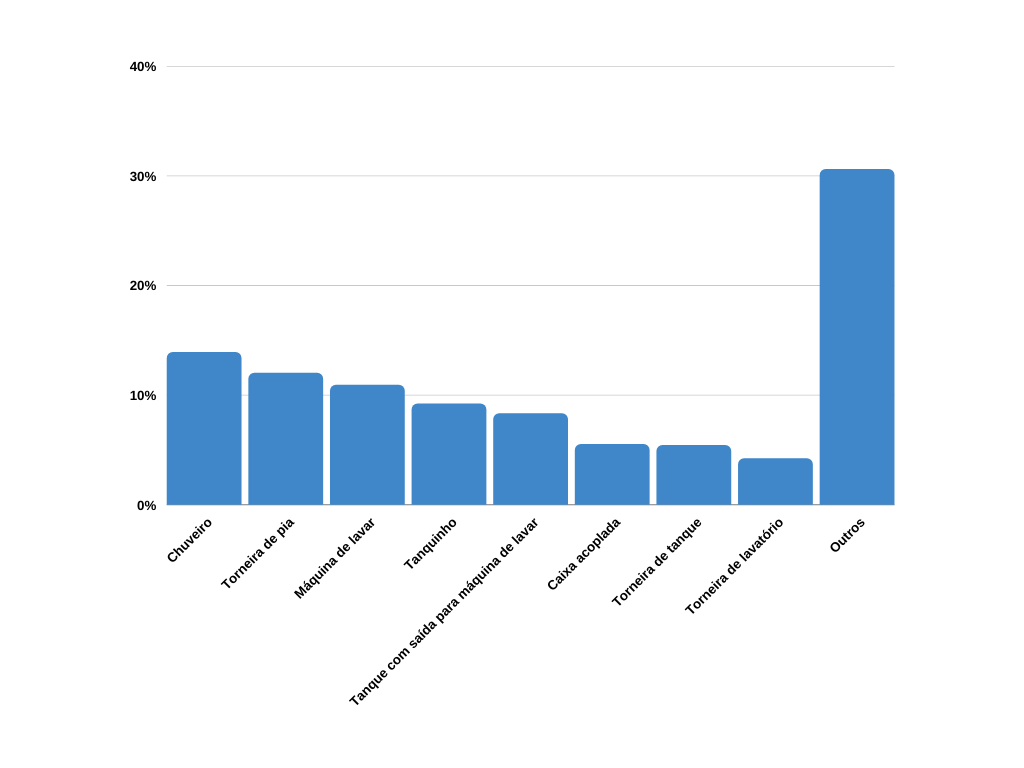 40%
30%
20%
10%
0%
Chuveiro
Torneira de pia
Máquina de lavar
Tanquinho
Tanque com saída para máquina de lavar
Caixa acoplada
Torneira de tanque
Torneira de lavatório
Outros